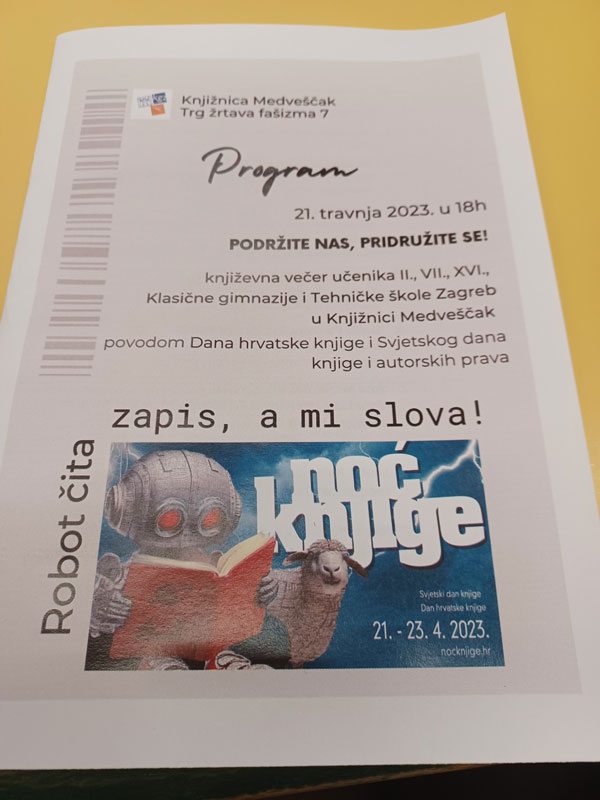 Knjižnica Medveščak
Trg žrtava fašizma 7
Program
21. travnja 2023. u 18h
PODRŽITE NAS, PRIDRUŽITE SE!
književna večer učenika II., VII., XVI.,
Klasične gimnazije i Tehničke škole Zagreb
u Knjižnici Medveščak
povodom Dana hrvatske knjige i Svjetskog dana
knjige i autorskih prava
Robot čita
zapis, a mi slova!
noć
knjige
Svjetski dan knjige
Dan hrvatske knjige
21. - 23. 4. 2023.
nocknjige.hr